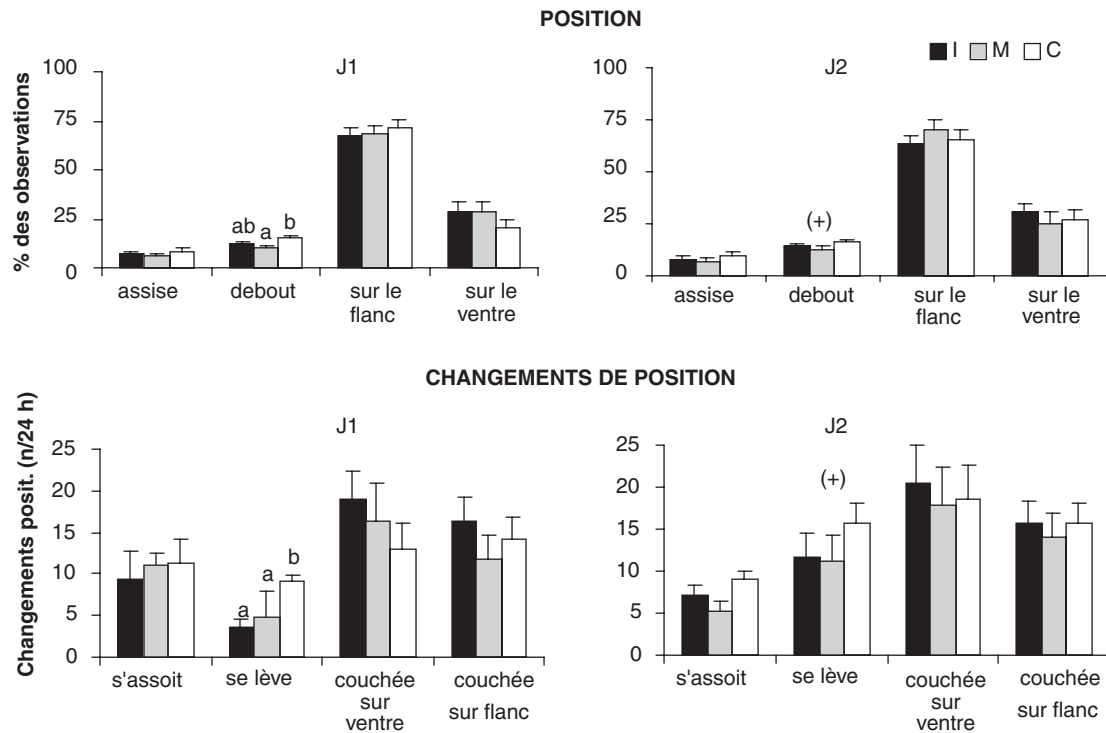 POSITION
I M C
J1
% des observations
100
75
50
25
0
ab
a
b
assise
debout
sur le
flanc
sur le
ventre
J2
100
75
50
25
0
(+)
assise
debout
sur le
flanc
sur le
ventre
CHANGEMENTS DE POSITION
J1
Changements posit. (n/24 h)
25
20
15
10
5
0
a
a
b
s'assoit
se lève
couchée
sur
ventre
couchée
sur flanc
J2
25
20
15
10
5
0
(+)
s'assoit
se lève
couchée
sur
ventre
couchée
sur flanc